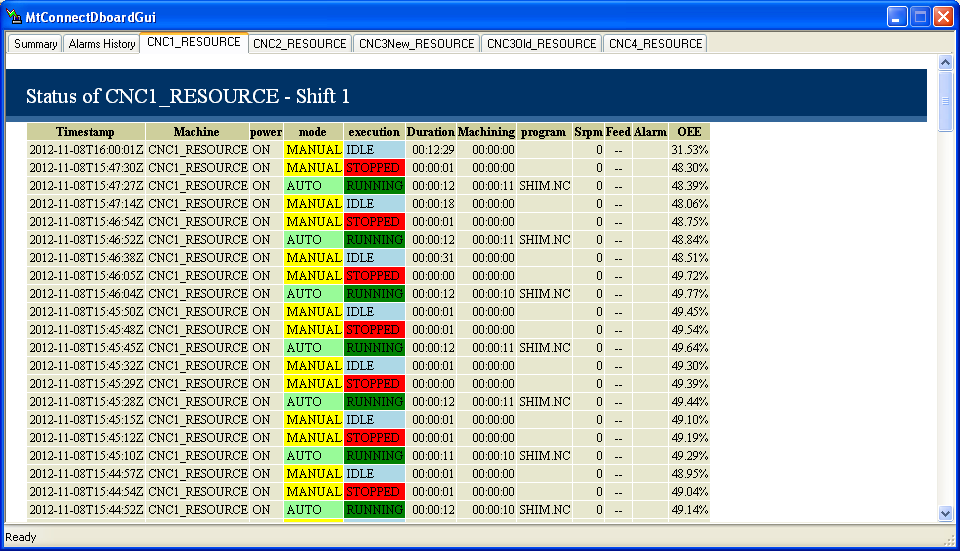 MtConnectDboardGui
Summary Alarms History CNC1_RESOURCE CNC2_RESOURCE CNC3New_RESOURCE CNC3Old_RESOURCE CNC4_RESOURCE
Status of CNC1_RESOURCE - Shift 1
Timestamp Machine power mode execution Duration Machining program Srpm Feed Alarm OEE
2012-11-08T16:00:01Z CNC1_RESOURCE ON MANUAL IDLE 00:12:29 00:00:00 0 -- 31.53%
2012-11-08T15:47:30Z CNC1_RESOURCE ON MANUAL STOPPED 00:00:01 00:00:00 0 -- 48.30%
2012-11-08T15:47:27Z CNC1_RESOURCE ON AUTO RUNNING 00:00:12 00:00:11 SHIM.NC 0 -- 48.39%
2012-11-08T15:47:14Z CNC1_RESOURCE ON MANUAL IDLE 00:00:18 00:00:00 0 -- 48.06%
2012-11-08T15:46:54Z CNC1_RESOURCE ON MANUAL STOPPED 00:00:01 00:00:00 0 -- 48.75%
2012-11-08T15:46:52Z CNC1_RESOURCE ON AUTO RUNNING 00:00:12 00:00:11 SHIM.NC 0 -- 48.84%
2012-11-08T15:46:38Z CNC1_RESOURCE ON MANUAL IDLE 00:00:31 00:00:00 0 -- 48.51%
2012-11-08T15:46:05Z CNC1_RESOURCE ON MANUAL STOPPED 00:00:00 00:00:00 0 -- 49.72%
2012-11-08T15:46:04Z CNC1_RESOURCE ON AUTO RUNNING 00:00:12 00:00:10 SHIM.NC 0 -- 49.77%
2012-11-08T15:45:50Z CNC1_RESOURCE ON MANUAL IDLE 00:00:01 00:00:00 0 -- 49.45%
2012-11-08T15:45:48Z CNC1_RESOURCE ON MANUAL STOPPED 00:00:01 00:00:00 0 -- 49.54%
2012-11-08T15:45:45Z CNC1_RESOURCE ON AUTO RUNNING 00:00:12 00:00:11 SHIM.NC 0 -- 49.64%
2012-11-08T15:45:32Z CNC1_RESOURCE ON MANUAL IDLE 00:00:01 00:00:00 0 -- 49.30%
2012-11-08T15:45:29Z CNC1_RESOURCE ON MANUAL STOPPED 00:00:00 00:00:00 0 -- 49.39%
2012-11-08T15:45:28Z CNC1_RESOURCE ON AUTO RUNNING 00:00:12 00:00:11 SHIM.NC 0 -- 49.44%
2012-11-08T15:45:15Z CNC1_RESOURCE ON MANUAL IDLE 00:00:01 00:00:00 0 -- 49.10%
2012-11-08T15:45:12Z CNC1_RESOURCE ON MANUAL STOPPED 00:00:01 00:00:00 0 -- 49.19%
2012-11-08T15:45:10Z CNC1_RESOURCE ON AUTO RUNNING 00:00:11 00:00:10 SHIM.NC 0 -- 49.29%
2012-11-08T15:44:57Z CNC1_RESOURCE ON MANUAL IDLE 00:00:01 00:00:00 0 -- 48.95%
2012-11-08T15:44:54Z CNC1_RESOURCE ON MANUAL STOPPED 00:00:01 00:00:00 0 -- 49.04%
2012-11-08T15:44:52Z CNC1_RESOURCE ON AUTO RUNNING 00:00:12 00:00:10 SHIM.NC 0 -- 49.14%
Ready